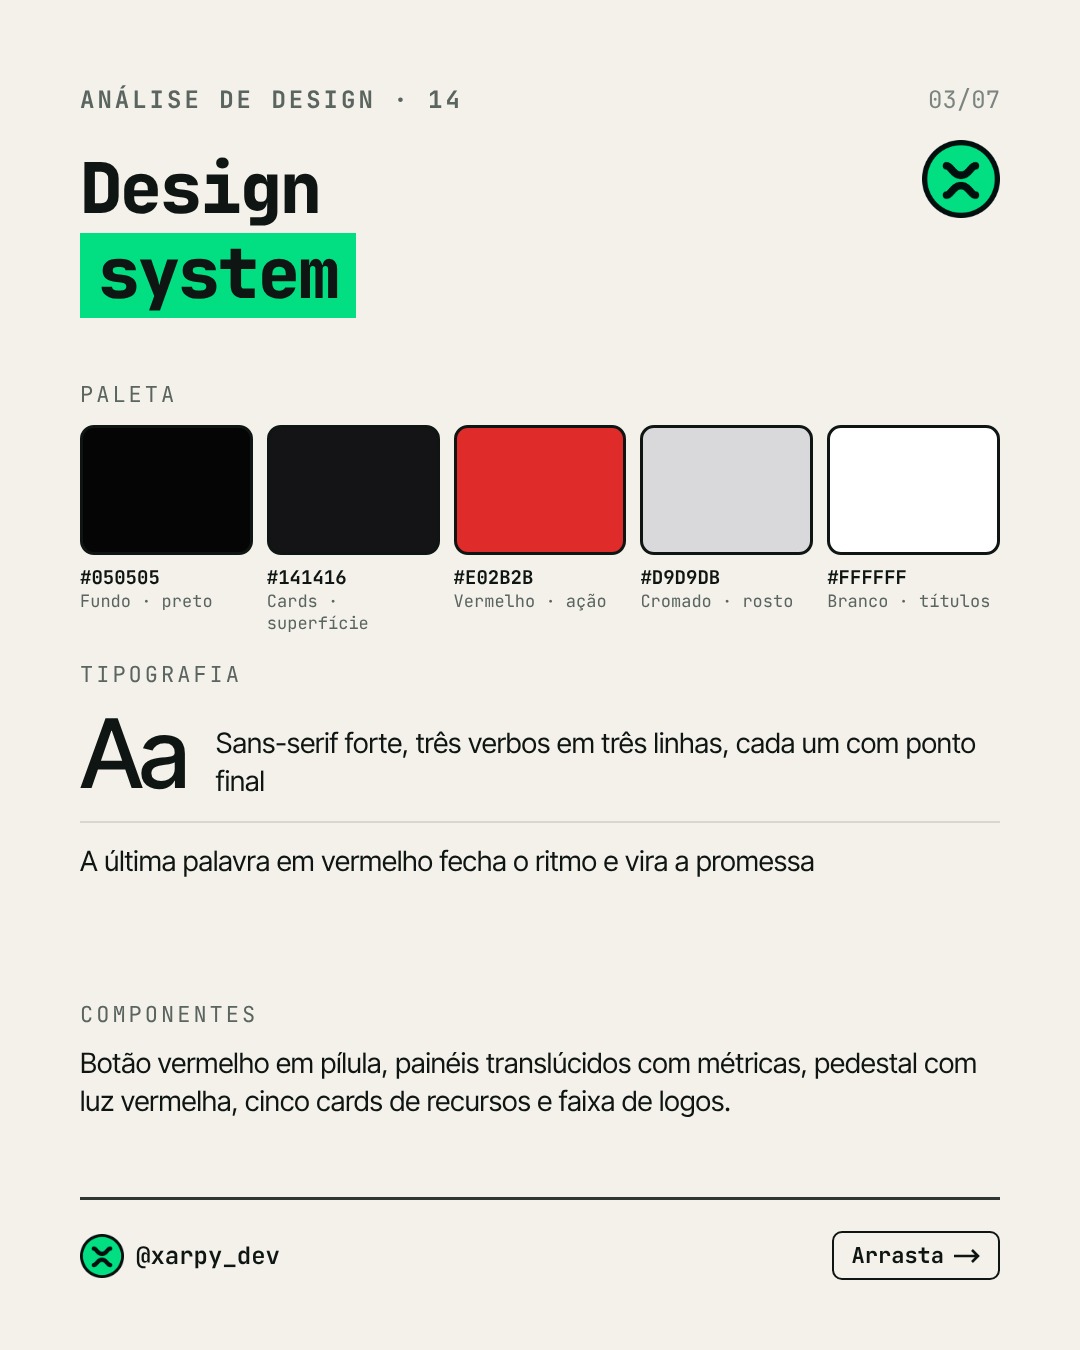 ANÁLISE DE DESIGN · 14
03/07
Design
system
PALETA
#050505
Fundo · preto
#141416
Cards ·
superfície
#E02B2B
Vermelho · ação
#D9D9DB
Cromado · rosto
#FFFFFF
Branco · títulos
TIPOGRAFIA
Aa
Sans-serif forte, três verbos em três linhas, cada um com ponto
final
A última palavra em vermelho fecha o ritmo e vira a promessa
COMPONENTES
Botão vermelho em pílula, painéis translúcidos com métricas, pedestal com
luz vermelha, cinco cards de recursos e faixa de logos.
@xarpy_dev
Arrasta →